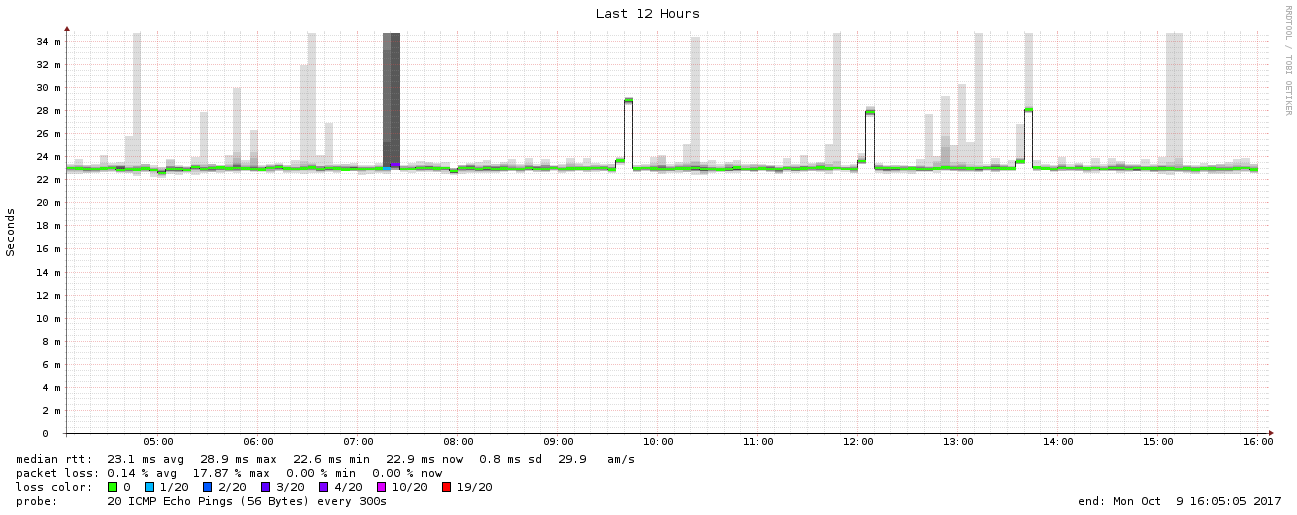 Last 12 Hours
RRDTOOL / TOBI OETIKER
Seconds
34 m
32 m
30 m
28 m
26 m
24 m
22 m
20 m
18 m
16 m
14 m
12 m
10 m
8 m
6 m
4 m
2 m
0
05:00 06:00 07:00 08:00 09:00 10:00 11:00 12:00 13:00 14:00 15:00 16:00
median rtt: 23.1 ms avg 28.9 ms max 22.6 ms min 22.9 ms now 0.8 ms sd 29.9 am/s
packet loss: 0.14 % avg 17.87 % max 0.00 % min 0.00 % now
loss color: 0 1/20 2/20 3/20 4/20 10/20 19/20
probe: 20 ICMP Echo Pings (56 Bytes) every 300s end: Mon Oct 9 16:05:05 2017